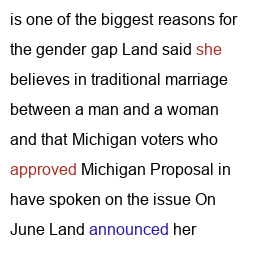 is one of the biggest reasons for
the gender gap Land said she
believes in traditional marriage
between a man and a woman
and that Michigan voters who
approved Michigan Proposal in
have spoken on the issue On
June Land announced her